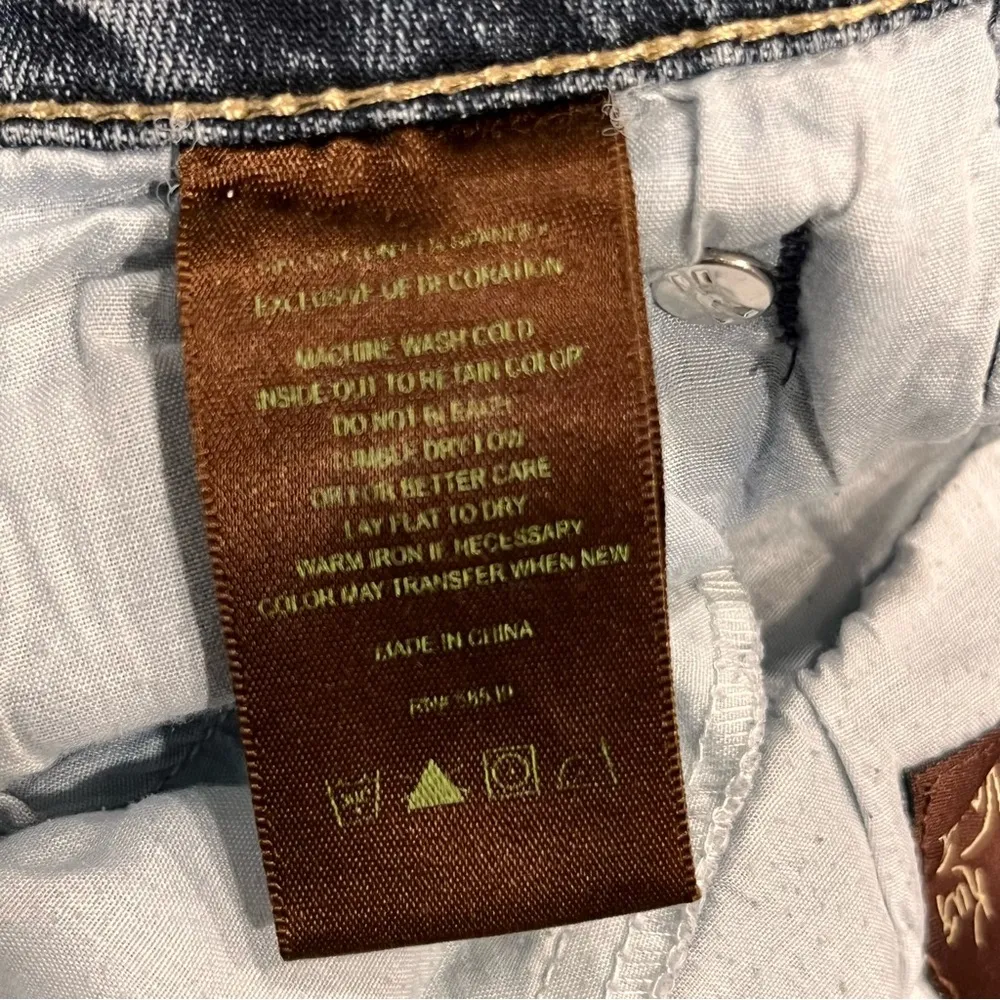 EXCLUSIVE OF DECORATION
MACHINE WASH COLD
INSIDE OUT TO RETAIN COLOR
DO NOT BLEACH
TUMBLE DRY LOW
OR FOR BETTER CARE
LAY FLAT TO DRY
WARM IRON IF NECESSARY
COLOR MAY TRANSFER WHEN NEW
MADE IN CHINA